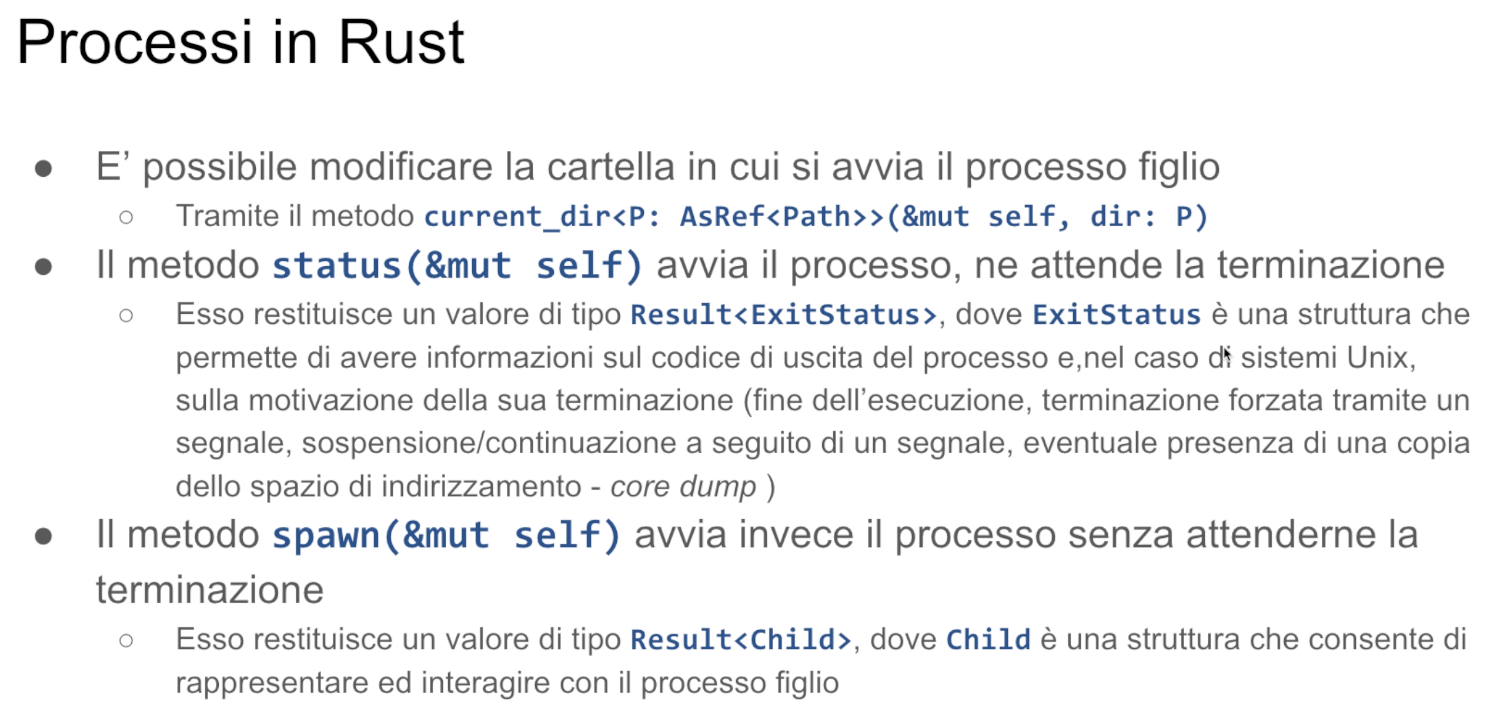 Processi in Rust
● E’ possibile modificare la cartella in cui si avvia il processo figlio
○ Tramite il metodo current_dir<P: AsRef<Path>>(&mut self, dir: P)
● Il metodo status(&mut self) avvia il processo, ne attende la terminazione
○ Esso restituisce un valore di tipo Result<ExitStatus>, dove ExitStatus è una struttura che
permette di avere informazioni sul codice di uscita del processo e,nel caso di sistemi Unix,
sulla motivazione della sua terminazione (fine dell’esecuzione, terminazione forzata tramite un
segnale, sospensione/continuazione a seguito di un segnale, eventuale presenza di una copia
dello spazio di indirizzamento - core dump )
● Il metodo spawn(&mut self) avvia invece il processo senza attenderne la
terminazione
○ Esso restituisce un valore di tipo Result<Child>, dove Child è una struttura che consente di
rappresentare ed interagire con il processo figlio